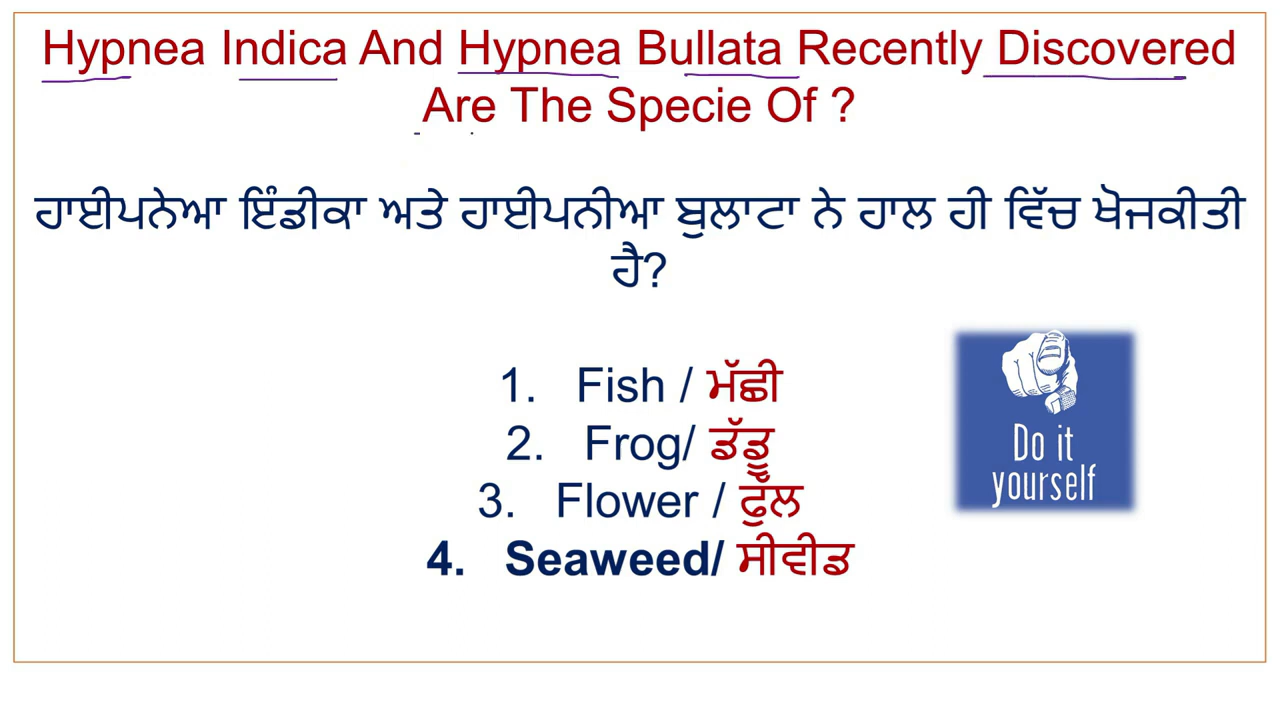 Hypnea Indica And Hypnea Bullata Recently Discovered
Are The Specie Of ?
ਹਾਈਪਨੇਆ ਇੰਡੀਕਾ ਅਤੇ ਹਾਈਪਨੀਆ ਬੁਲਾਟਾ ਨੇ ਹਾਲ ਹੀ ਵਿੱਚ ਖੋਜਕੀਤੀ
ਹੈ?
1. Fish / ਮੱਛੀ
2. Frog/ ਡੱਡੂ
3. Flower / ਫੁੱਲ
4. Seaweed/ ਸੀਵੀਡ
Do it
yourself